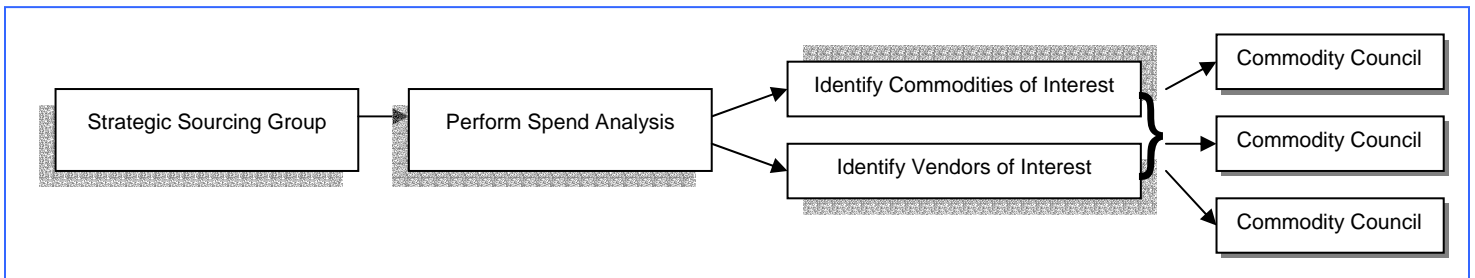 Strategic Sourcing Group
Perform Spend Analysis
Identify Commodities of Interest
Identify Vendors of Interest
Commodity Council
Commodity Council
Commodity Council